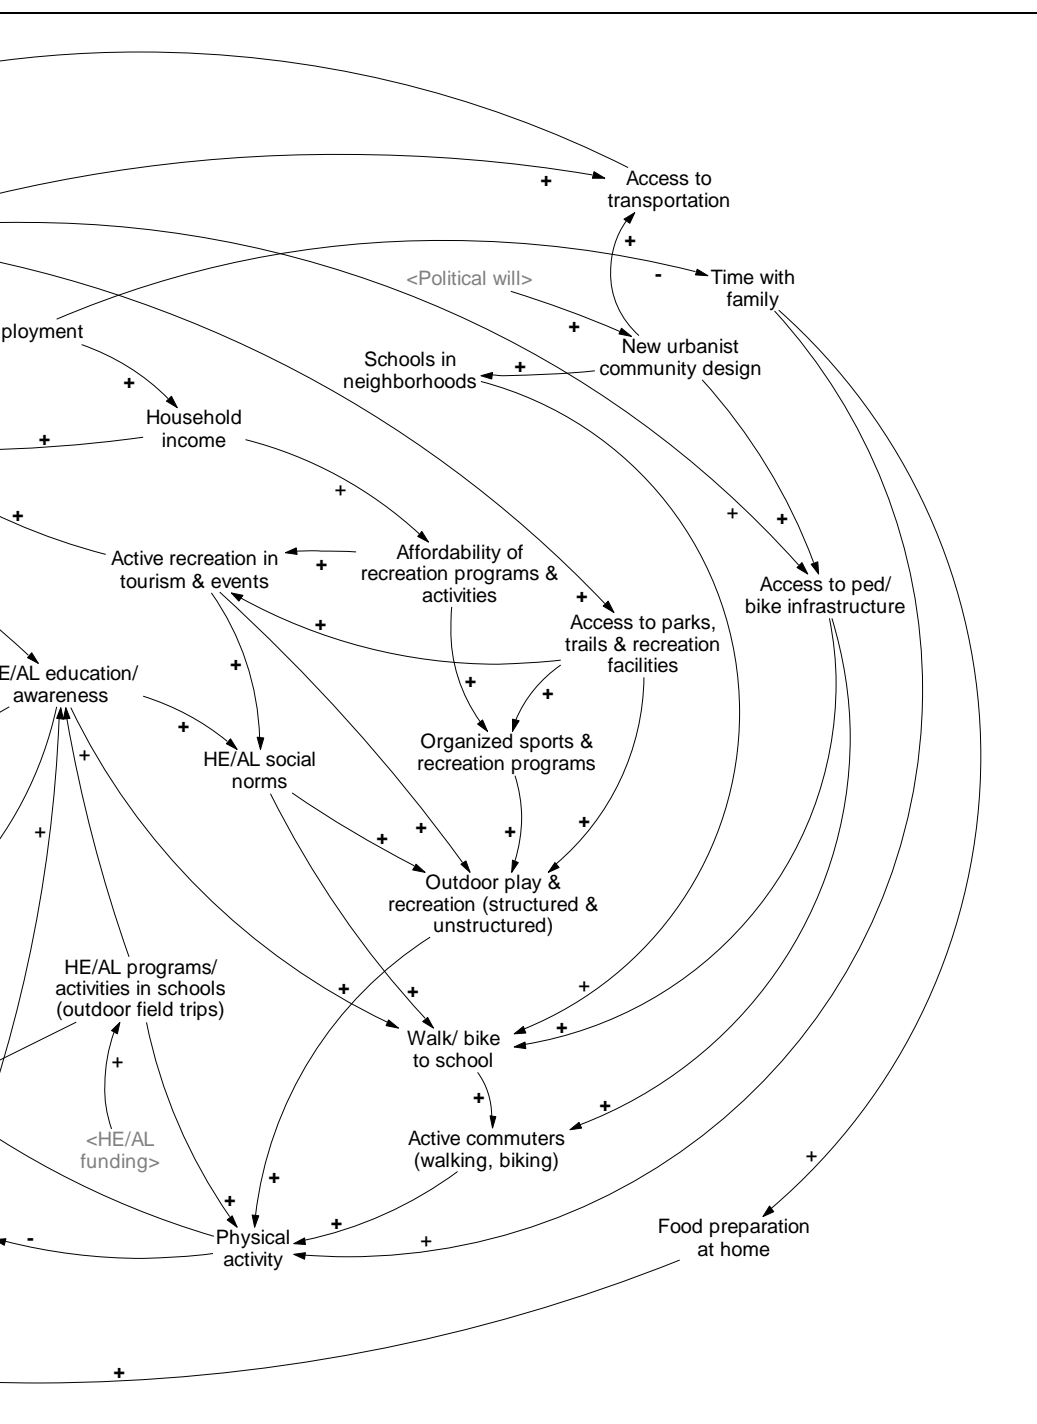 Access to
transportation
+
+
<Political will>
-
Time with
family
+
ployment
New urbanist
community design
Schools in
neighborhoods
+
+
Household
income
+
+
+
+
+
Active recreation in
tourism & events
+
Affordability of
recreation programs &
activities
Access to ped/
bike infrastructure
+
Access to parks,
trails & recreation
facilities
+
E/AL education/
awareness
+
+
+
+
HE/AL social
norms
Organized sports &
recreation programs
+
+
+
+
+
+
Outdoor play &
recreation (structured &
unstructured)
HE/AL programs/
activities in schools
(outdoor field trips)
+
+
+
+
Walk/ bike
to school
+
+
+
<HE/AL
funding>
Active commuters
(walking, biking)
+
+
+
+
Physical
activity
-
+
Food preparation
at home
+